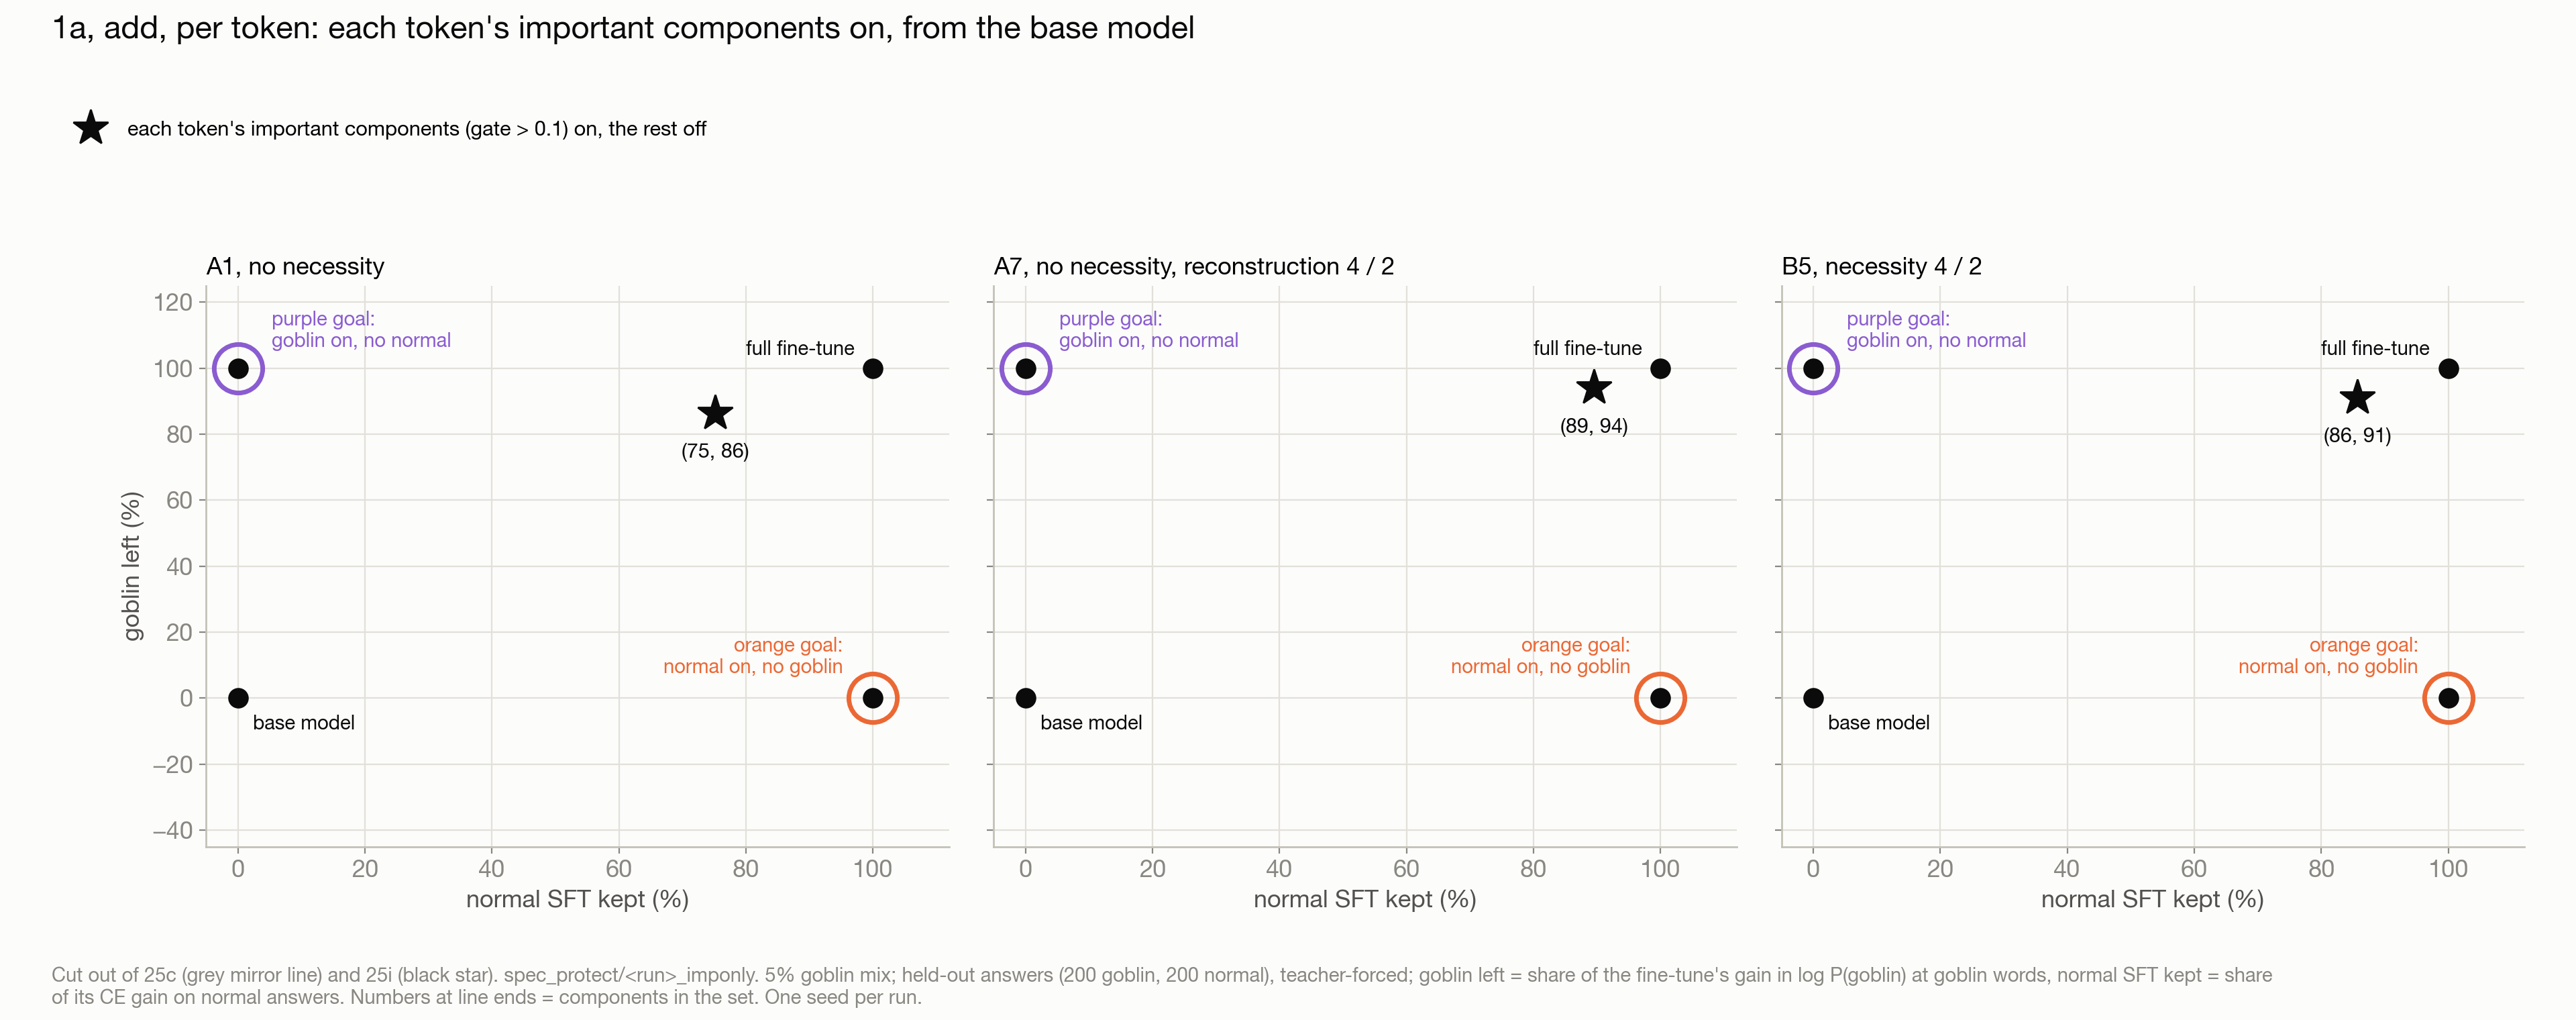 1a, add, per token: each token's important components on, from the base model
each token's important components (gate > 0.1) on, the rest off
A1, no necessity
120
100
80
60
40
20
0
−20
−40
goblin left (%)
purple goal:
goblin on, no normal
full fine-tune
(75, 86)
orange goal:
normal on, no goblin
base model
0 20 40 60 80 100
normal SFT kept (%)
A7, no necessity, reconstruction 4 / 2
purple goal:
goblin on, no normal
full fine-tune
(89, 94)
orange goal:
normal on, no goblin
base model
0 20 40 60 80 100
normal SFT kept (%)
B5, necessity 4 / 2
purple goal:
goblin on, no normal
full fine-tune
(86, 91)
orange goal:
normal on, no goblin
base model
0 20 40 60 80 100
normal SFT kept (%)
Cut out of 25c (grey mirror line) and 25i (black star). spec_protect/<run>_imponly. 5% goblin mix; held-out answers (200 goblin, 200 normal), teacher-forced; goblin left = share of the fine-tune's gain in log P(goblin) at goblin words, normal SFT kept = share
of its CE gain on normal answers. Numbers at line ends = components in the set. One seed per run.